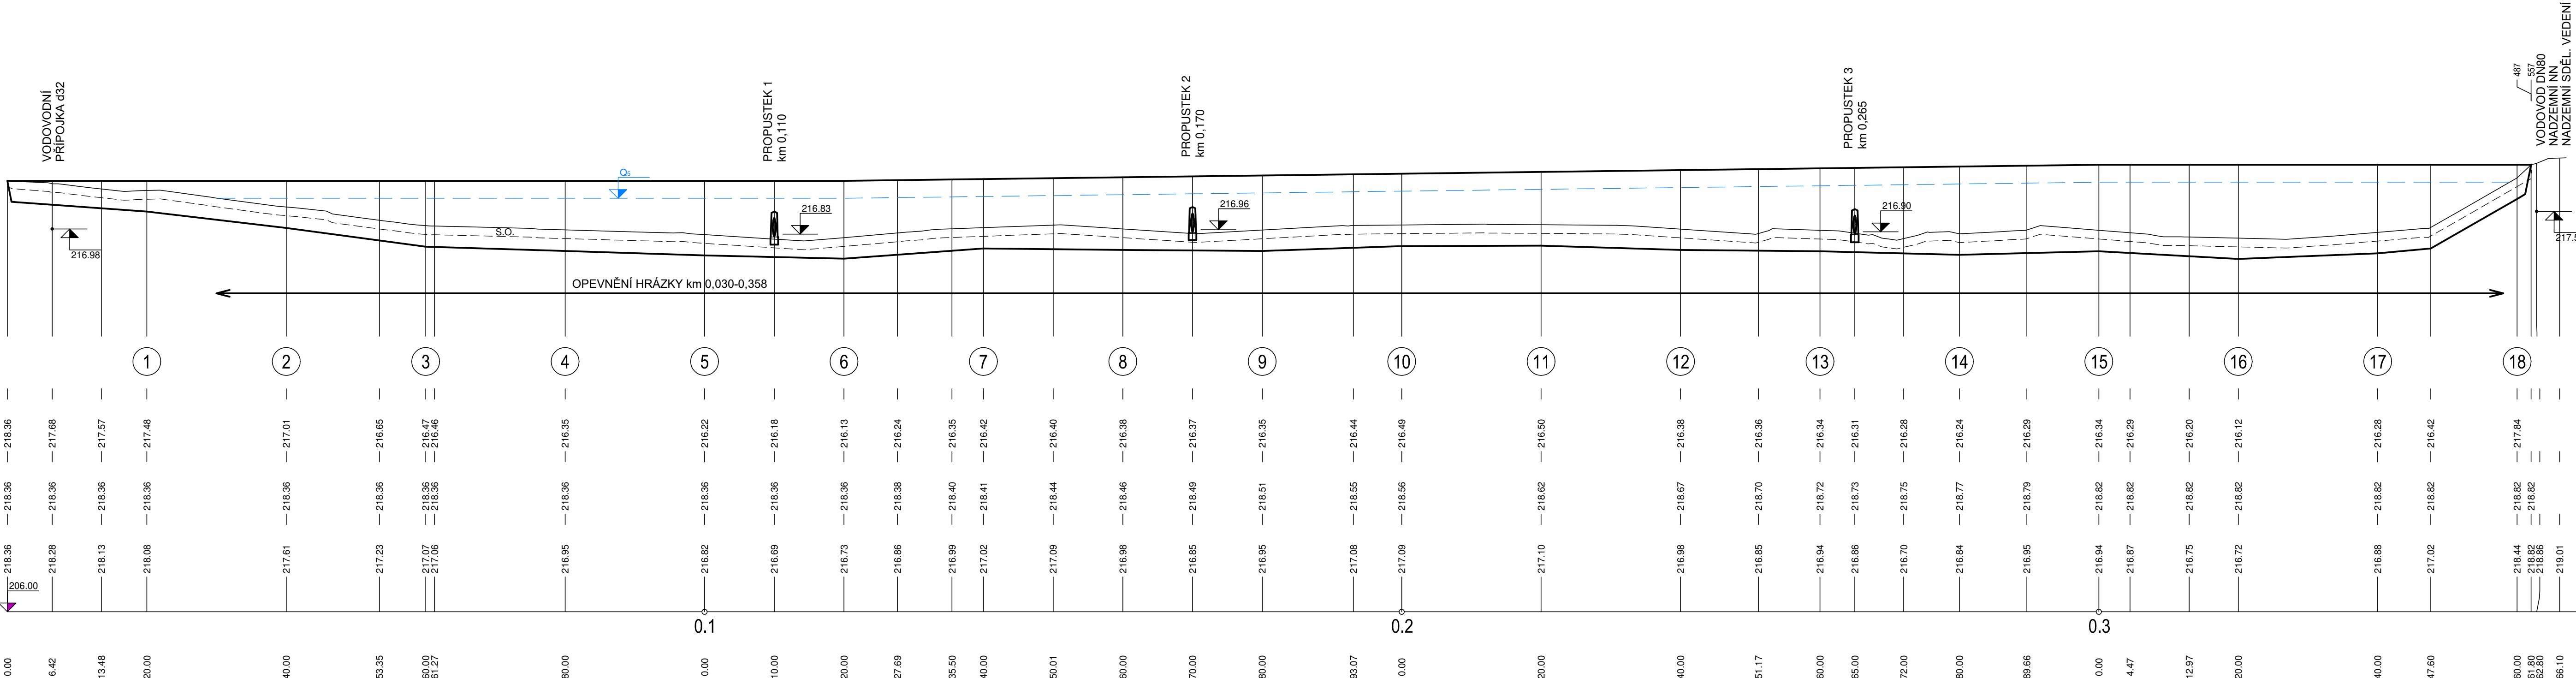 VODOVODNÍ
PŘÍPOJKA d32
PROPUSTEK 1
km 0,110
PROPUSTEK 2
km 0,170
PROPUSTEK 3
km 0,265
487
557
VODOVOD DN80
NADZEMNÍ NN
NADZEMNÍ SDĚL. VEDENÍ
Q5
216.83
216.96
216.90
S.O.
216.98
OPEVNĚNÍ HRÁZKY km 0,030-0,358
1 2 3 4 5 6 7 8 9 10 11 12 13 14 15 16 17 18
218.36 217.68 217.57 217.48 217.01 216.65 216.47 216.46 216.35 216.22 216.18 216.13 216.24 216.35 216.42 216.40 216.38 216.37 216.35 216.44 216.49 216.50 216.38 216.36 216.34 216.31 216.28 216.24 216.29 216.34 216.29 216.20 216.12 216.28 216.42 217.84
218.36 218.36 218.36 218.36 218.36 218.36 218.36 218.36 218.36 218.36 218.36 218.36 218.38 218.40 218.41 218.44 218.46 218.49 218.51 218.55 218.56 218.62 218.67 218.70 218.72 218.73 218.75 218.77 218.79 218.82 218.82 218.82 218.82 218.82 218.82 218.82 218.82
218.36 218.28 218.13 218.08 217.61 217.23 217.07 217.06 216.95 216.82 216.69 216.73 216.86 216.99 217.02 217.09 216.98 216.85 216.95 217.08 217.09 217.10 216.98 216.85 216.94 216.86 216.70 216.84 216.95 216.94 216.87 216.75 216.72 216.88 217.02 218.44 218.82 218.86 219.01
206.00
0.1 0.2 0.3
0.00 6.42 13.48 20.00 40.00 53.35 60.00 61.27 80.00 0.00 10.00 20.00 27.69 35.50 40.00 50.01 60.00 70.00 80.00 93.07 0.00 20.00 40.00 51.17 60.00 65.00 72.00 80.00 89.66 0.00 4.47 12.97 20.00 40.00 47.60 60.00 61.80 62.80 66.10